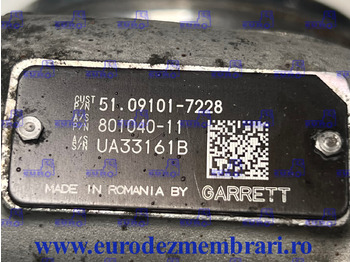 CUST P/N 51.09101-7228
A/S P/N 801040-11
S/N UA33161B
MADE IN ROMANIA BY GARRETT
www.eurodezmembrari.ro